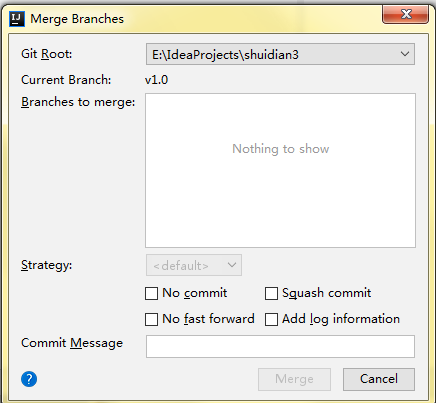 IJ Merge Branches
Git Root: E:\IdeaProjects\shuidian3
Current Branch: v1.0
Branches to merge:
Nothing to show
Strategy: <default>
No commit Squash commit
No fast forward Add log information
Commit Message
? Merge Cancel